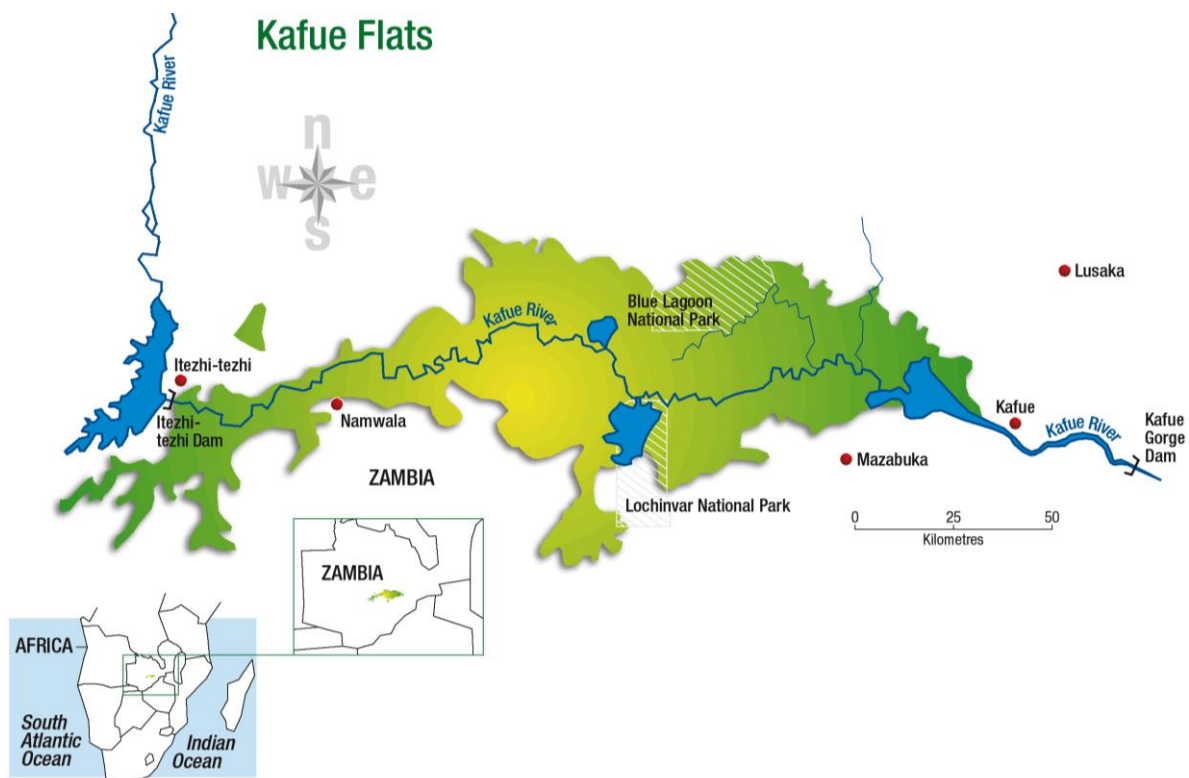 Kafue Flats
Kafue River
n
w e
s
Lusaka
Blue Lagoon
National Park
Kafue River
Itezhi-tezhi
Itezhi-
tezhi Dam
Namwala
Kafue
Kafue River
Kafue
Gorge
Dam
Mazabuka
ZAMBIA
Lochinvar National Park
0 25 50
Kilometres
ZAMBIA
AFRICA
South
Atlantic
Ocean
Indian
Ocean